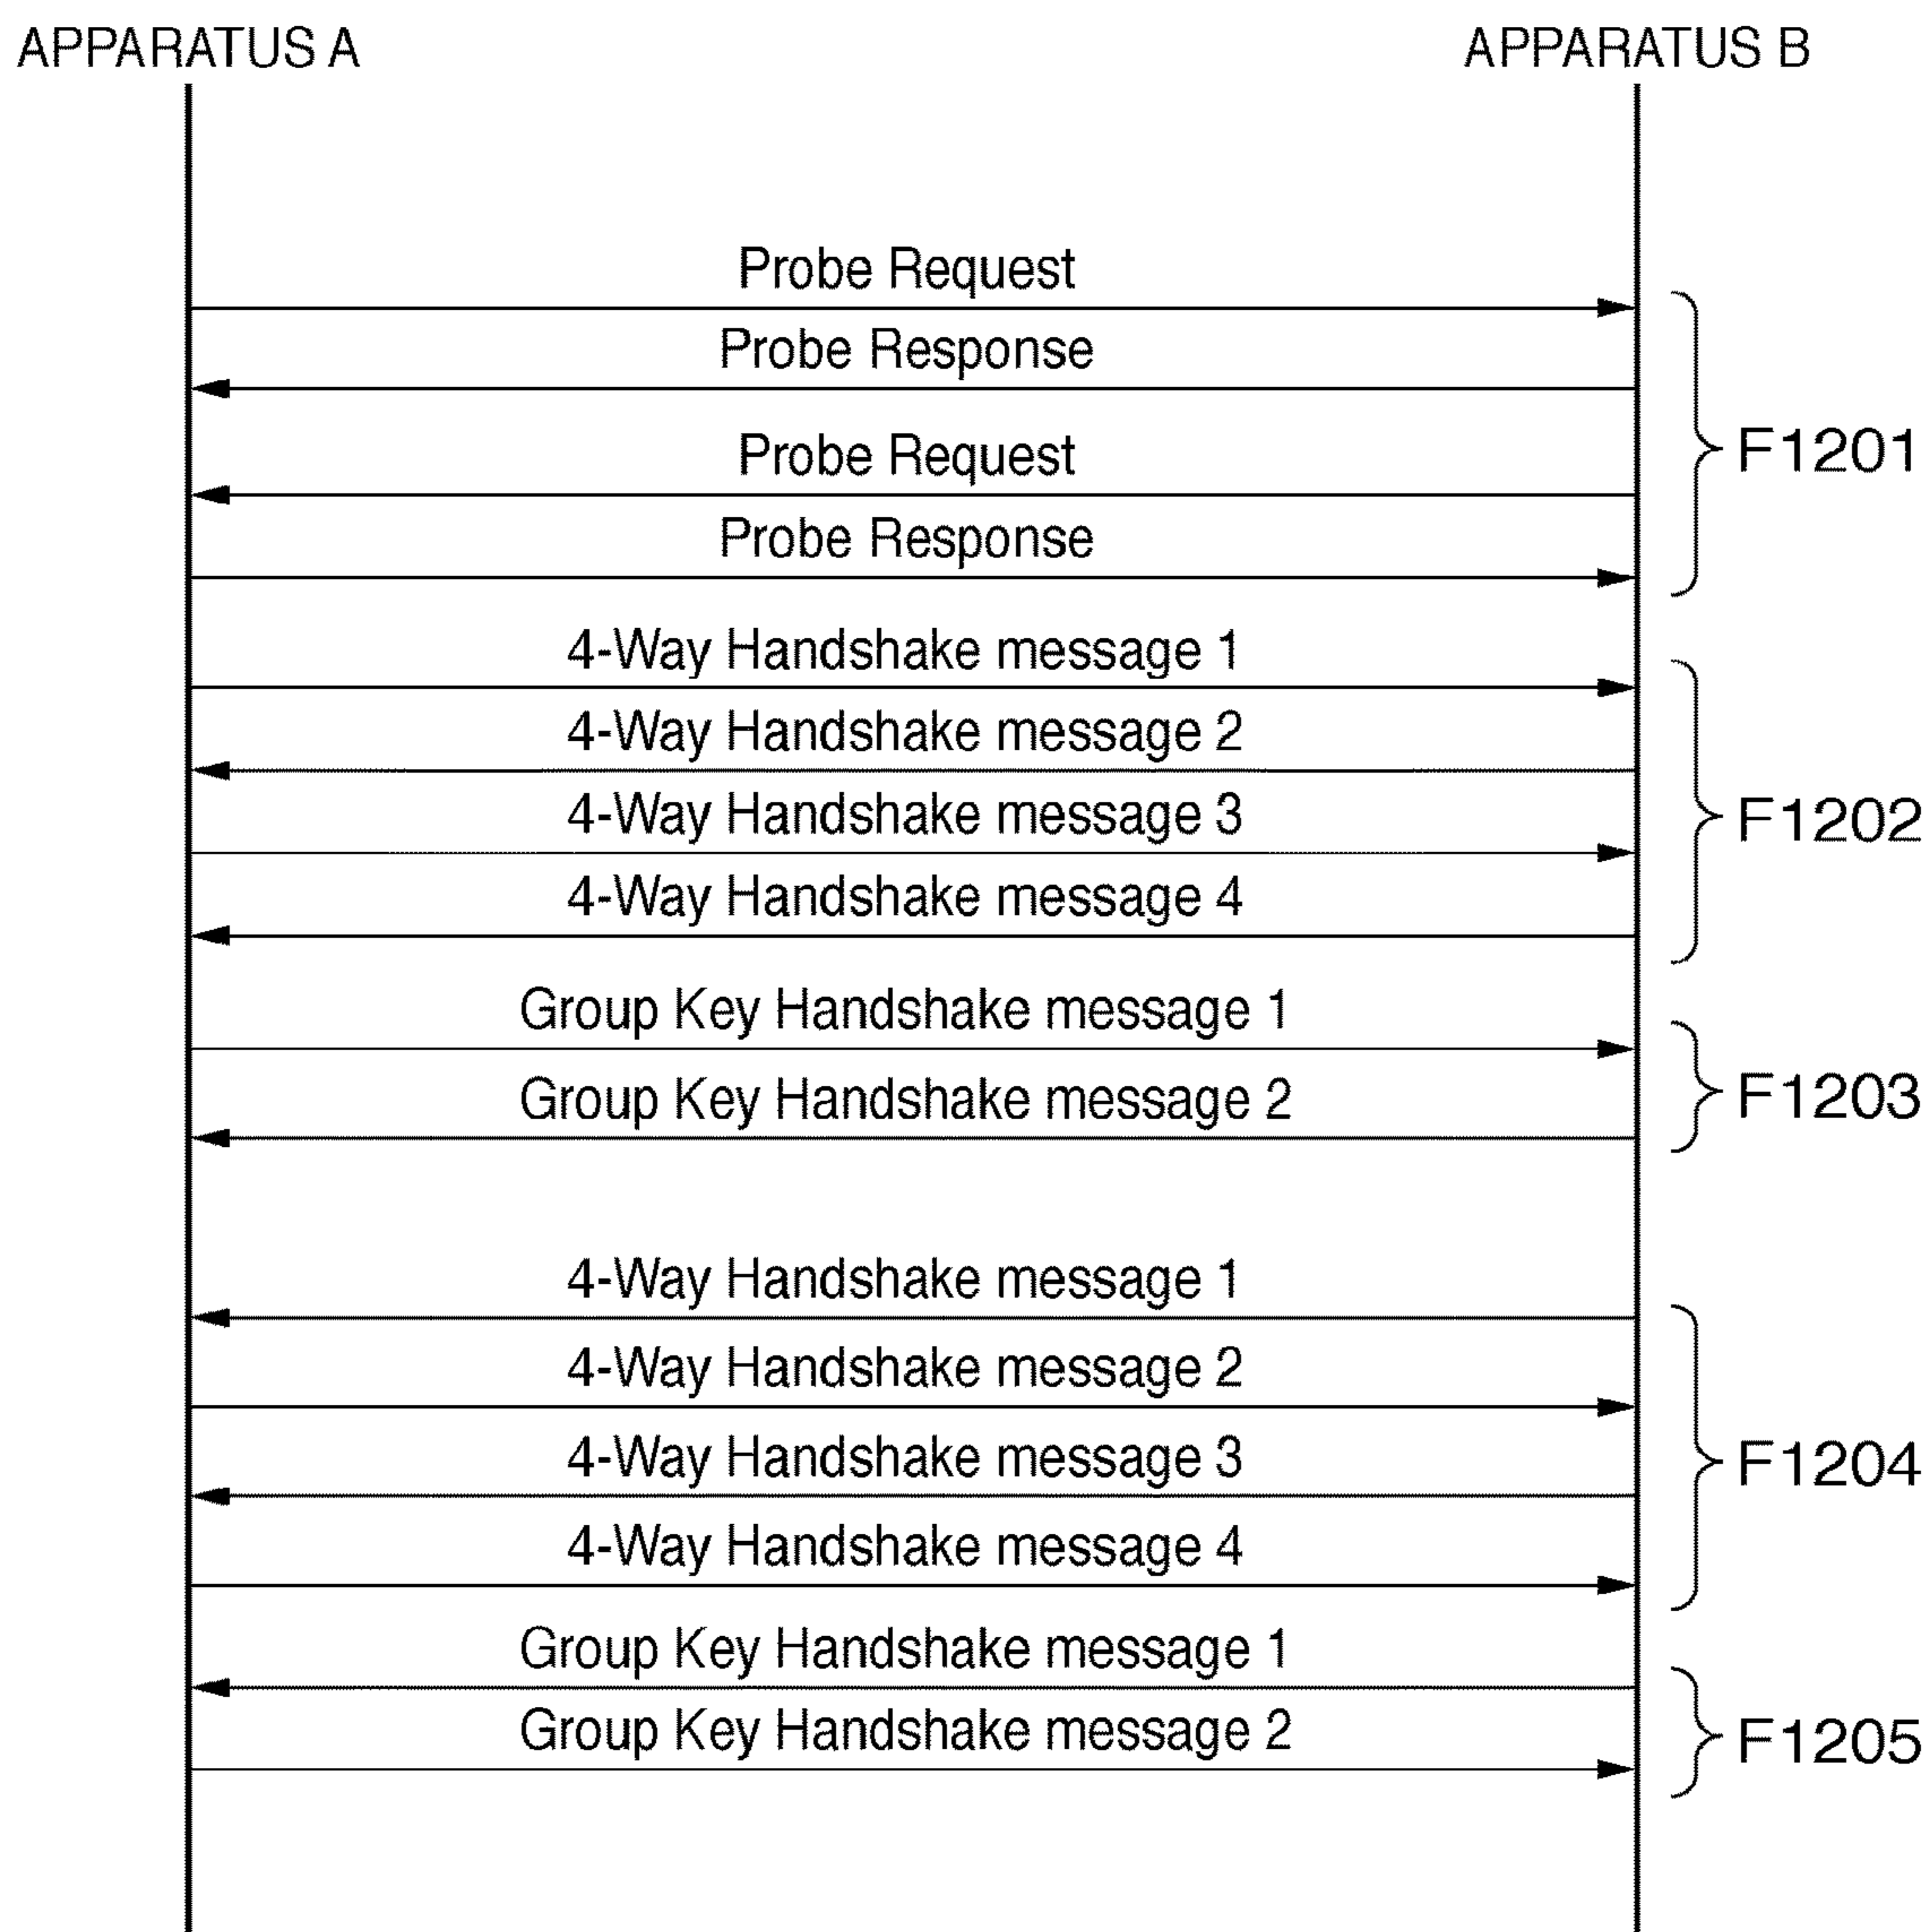 APPARATUS A
APPARATUS B
Probe Request
Probe Response
Probe Request
F1201
Probe Response
4-Way Handshake message 1
4-Way Handshake message 2
4-Way Handshake message 3
F1202
4-Way Handshake message 4
Group Key Handshake message 1
Group Key Handshake message 2
F1203
4-Way Handshake message 1
4-Way Handshake message 2
4-Way Handshake message 3
F1204
4-Way Handshake message 4
Group Key Handshake message 1
Group Key Handshake message 2
F1205